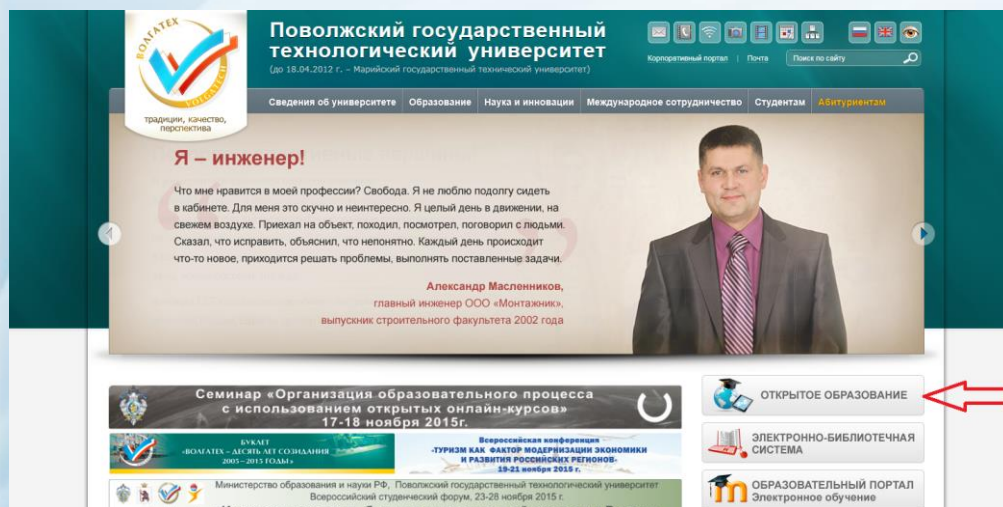 ВОЛГАТЕХ
VOLGATECH
традиции, качество,
перспектива
Поволжский государственный
технологический университет
(до 18.04.2012 г. – Марийский государственный технический университет)
Корпоративный портал | Почта Поиск по сайту
Сведения об университете Образование Наука и инновации Международное сотрудничество Студентам Абитуриентам
Я – инженер!
Что мне нравится в моей профессии? Свобода. Я не люблю подолгу сидеть
в кабинете. Для меня это скучно и неинтересно. Я целый день в движении, на
свежем воздухе. Приехал на объект, походил, посмотрел, поговорил с людьми.
Сказал, что исправить, объяснил, что непонятно. Каждый день происходит
что-то новое, приходится решать проблемы, выполнять поставленные задачи.
Александр Масленников,
главный инженер ООО «Монтажник»,
выпускник строительного факультета 2002 года
Семинар «Организация образовательного процесса
с использованием открытых онлайн-курсов»
17-18 ноября 2015г.
БУКЛЕТ
«ВОЛГАТЕХ – ДЕСЯТЬ ЛЕТ СОЗИДАНИЯ
2005–2015 ГОДЫ»
Всероссийская конференция
«ТУРИЗМ КАК ФАКТОР МОДЕРНИЗАЦИИ ЭКОНОМИКИ
И РАЗВИТИЯ РОССИЙСКИХ РЕГИОНОВ»
19-21 ноября 2015 г.
Министерство образования и науки РФ, Поволжский государственный технологический университет
Всероссийский студенческий форум, 23-28 ноября 2015 г.
ОТКРЫТОЕ ОБРАЗОВАНИЕ
ЭЛЕКТРОННО-БИБЛИОТЕЧНАЯ
СИСТЕМА
ОБРАЗОВАТЕЛЬНЫЙ ПОРТАЛ
Электронное обучение